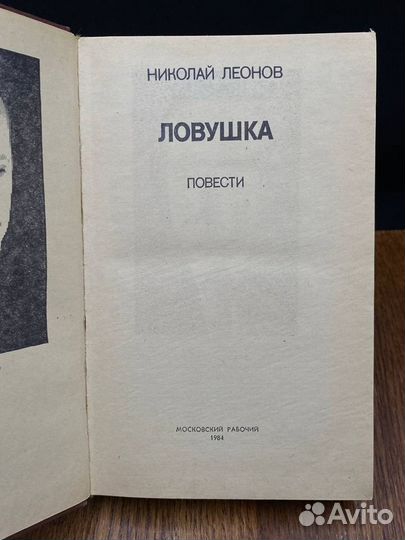 НИКОЛАЙ ЛЕОНОВ
ЛОВУШКА
ПОВЕСТИ
МОСКОВСКИЙ РАБОЧИЙ
1984
Avito